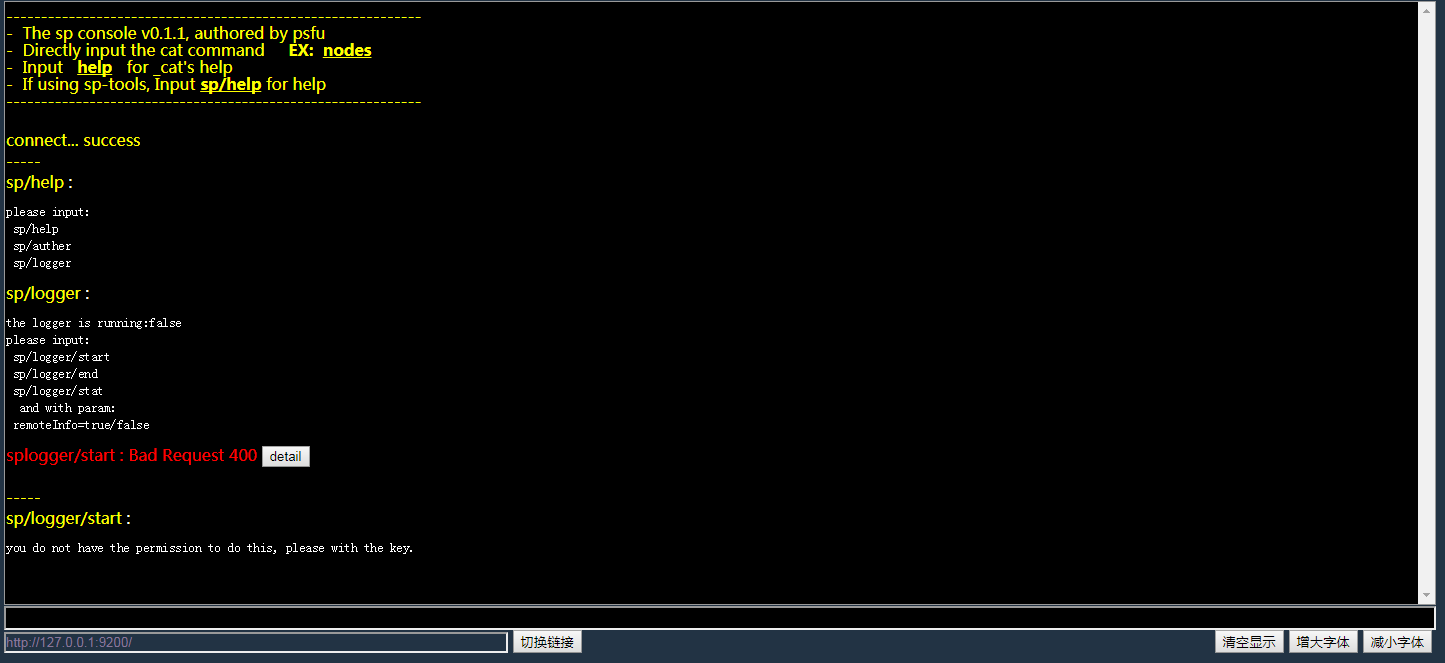 ------------------------------------------------------------
- The sp console v0.1.1, authored by psfu
- Directly input the cat command EX: nodes
- Input help for _cat's help
- If using sp-tools, Input sp/help for help
------------------------------------------------------------
connect... success
-----
sp/help :
please input:
sp/help
sp/auther
sp/logger
sp/logger :
the logger is running:false
please input:
sp/logger/start
sp/logger/end
sp/logger/stat
and with param:
remoteInfo=true/false
splogger/start : Bad Request 400 detail
-----
sp/logger/start :
you do not have the permission to do this, please with the key.
http://127.0.0.1:9200/ 切换链接 清空显示 增大字体 减小字体